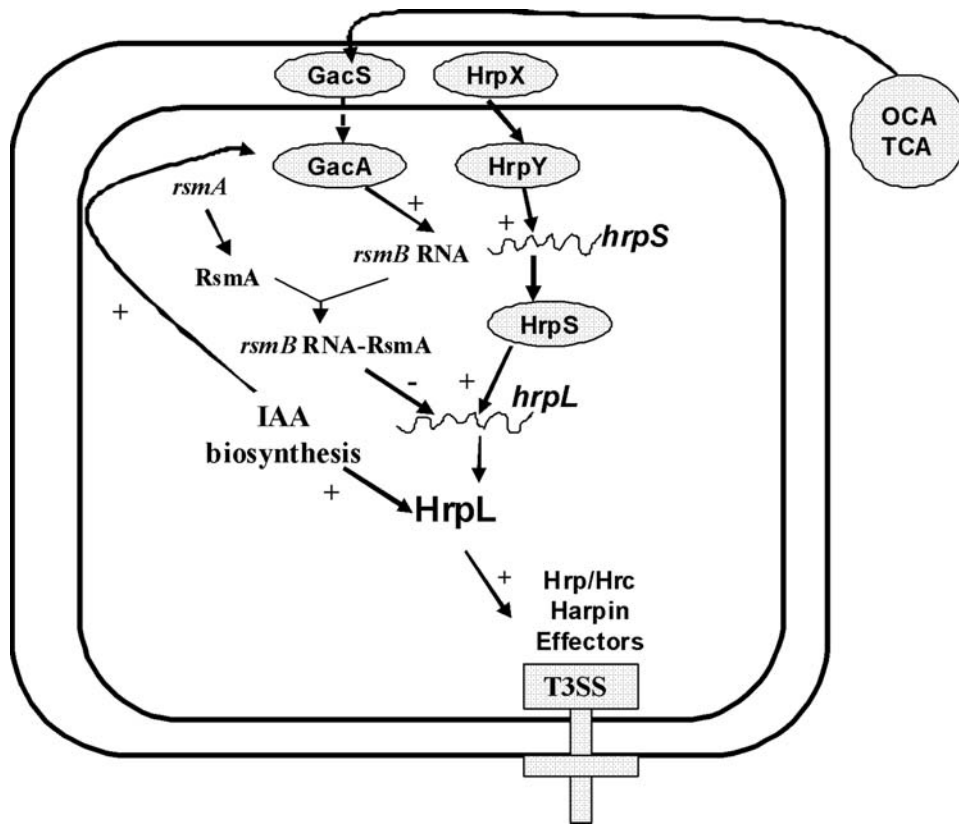 GacS
HrpX
OCA
TCA
GacA
HrpY
rsmA
+
rsmB RNA
+
hrpS
RsmA
+
HrpS
rsmB RNA-RsmA
-
+
hrpL
IAA
biosynthesis
+
HrpL
+
Hrp/Hrc
Harpin
Effectors
T3SS